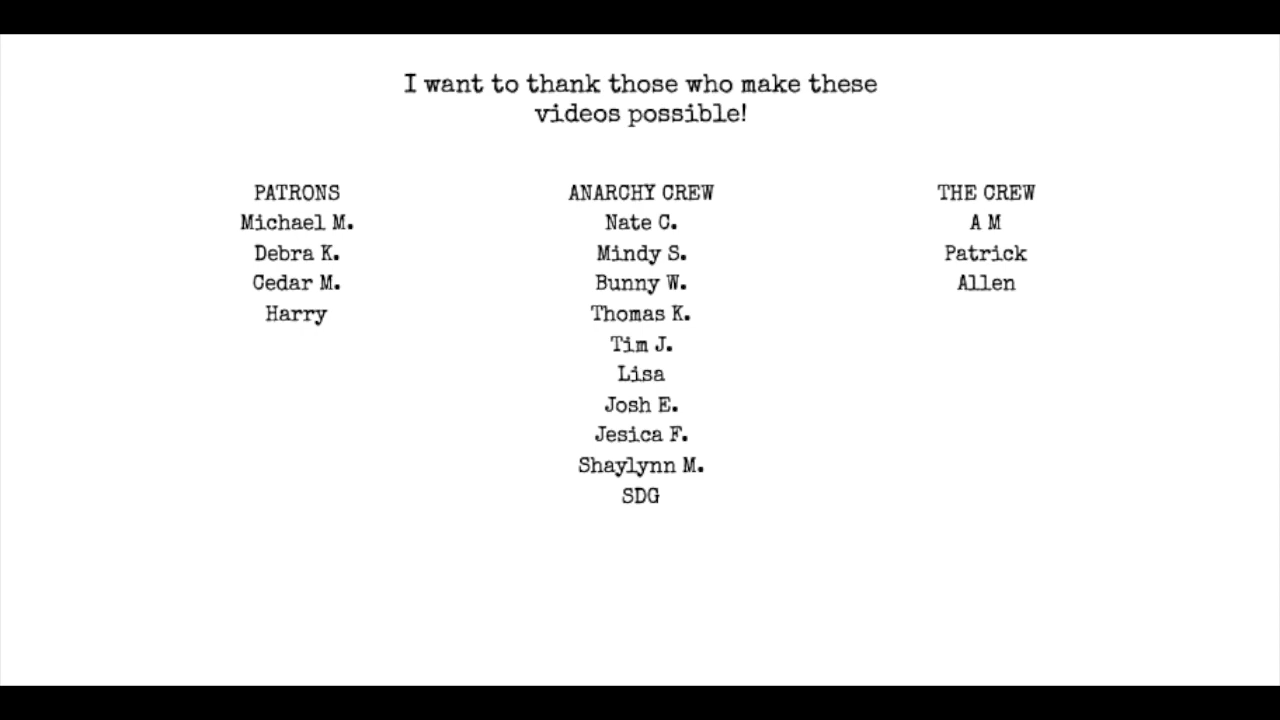 I want to thank those who make these
videos possible!
PATRONS
Michael M.
Debra K.
Cedar M.
Harry
ANARCHY CREW
Nate C.
Mindy S.
Bunny W.
Thomas K.
Tim J.
Lisa
Josh E.
Jesica F.
Shaylynn M.
SDG
THE CREW
A M
Patrick
Allen